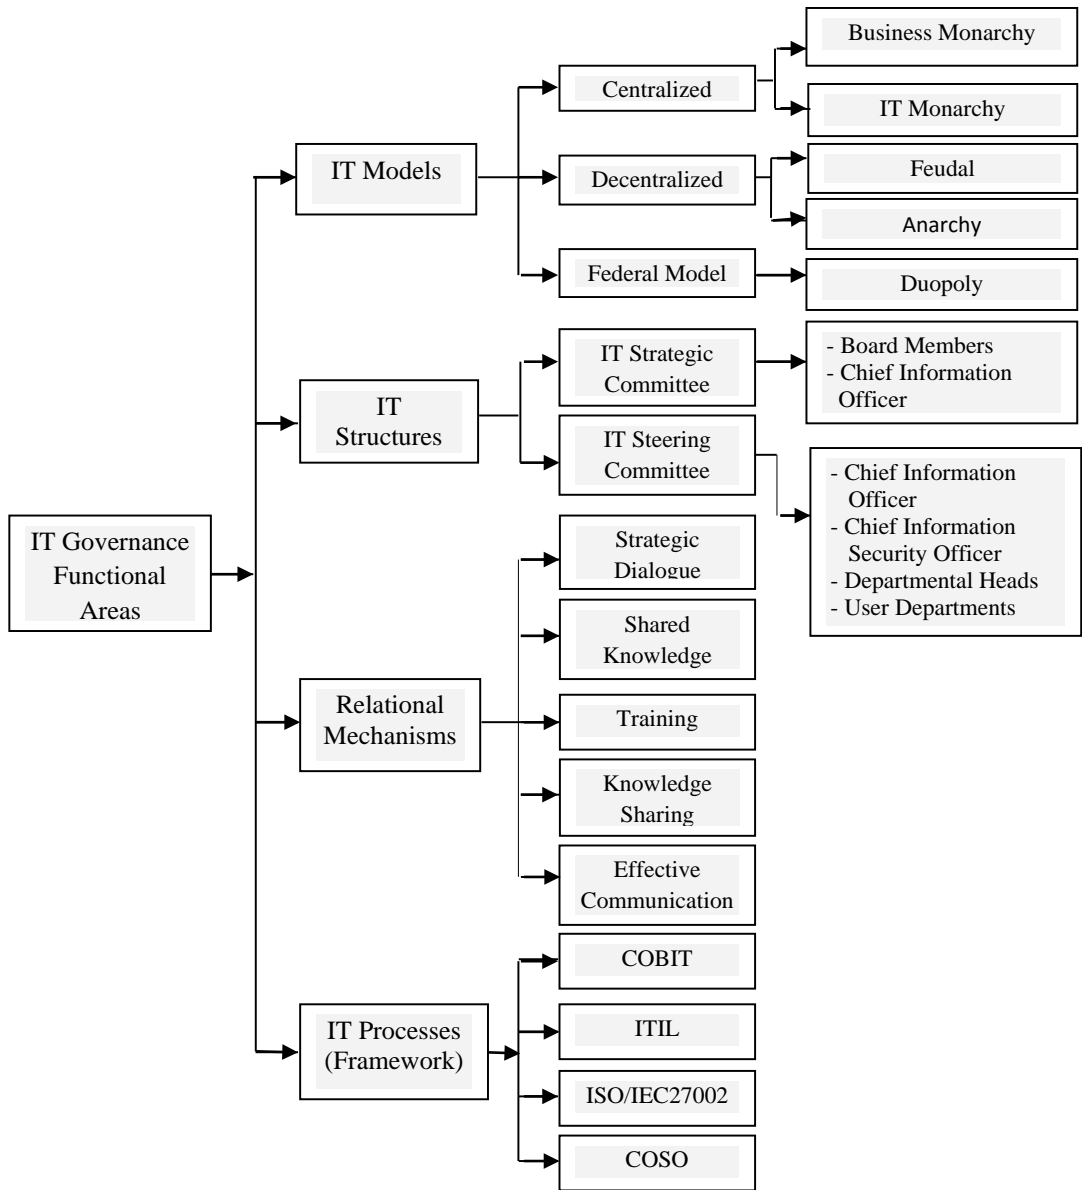 IT Governance
Functional
Areas
IT Models
Centralized
Business Monarchy
IT Monarchy
Decentralized
Feudal
Anarchy
Federal Model
Duopoly
IT
Structures
IT Strategic
Committee
- Board Members
- Chief Information
Officer
IT Steering
Committee
- Chief Information
Officer
- Chief Information
Security Officer
- Departmental Heads
- User Departments
Relational
Mechanisms
Strategic
Dialogue
Shared
Knowledge
Training
Knowledge
Sharing
Effective
Communication
IT Processes
(Framework)
COBIT
ITIL
ISO/IEC27002
COSO